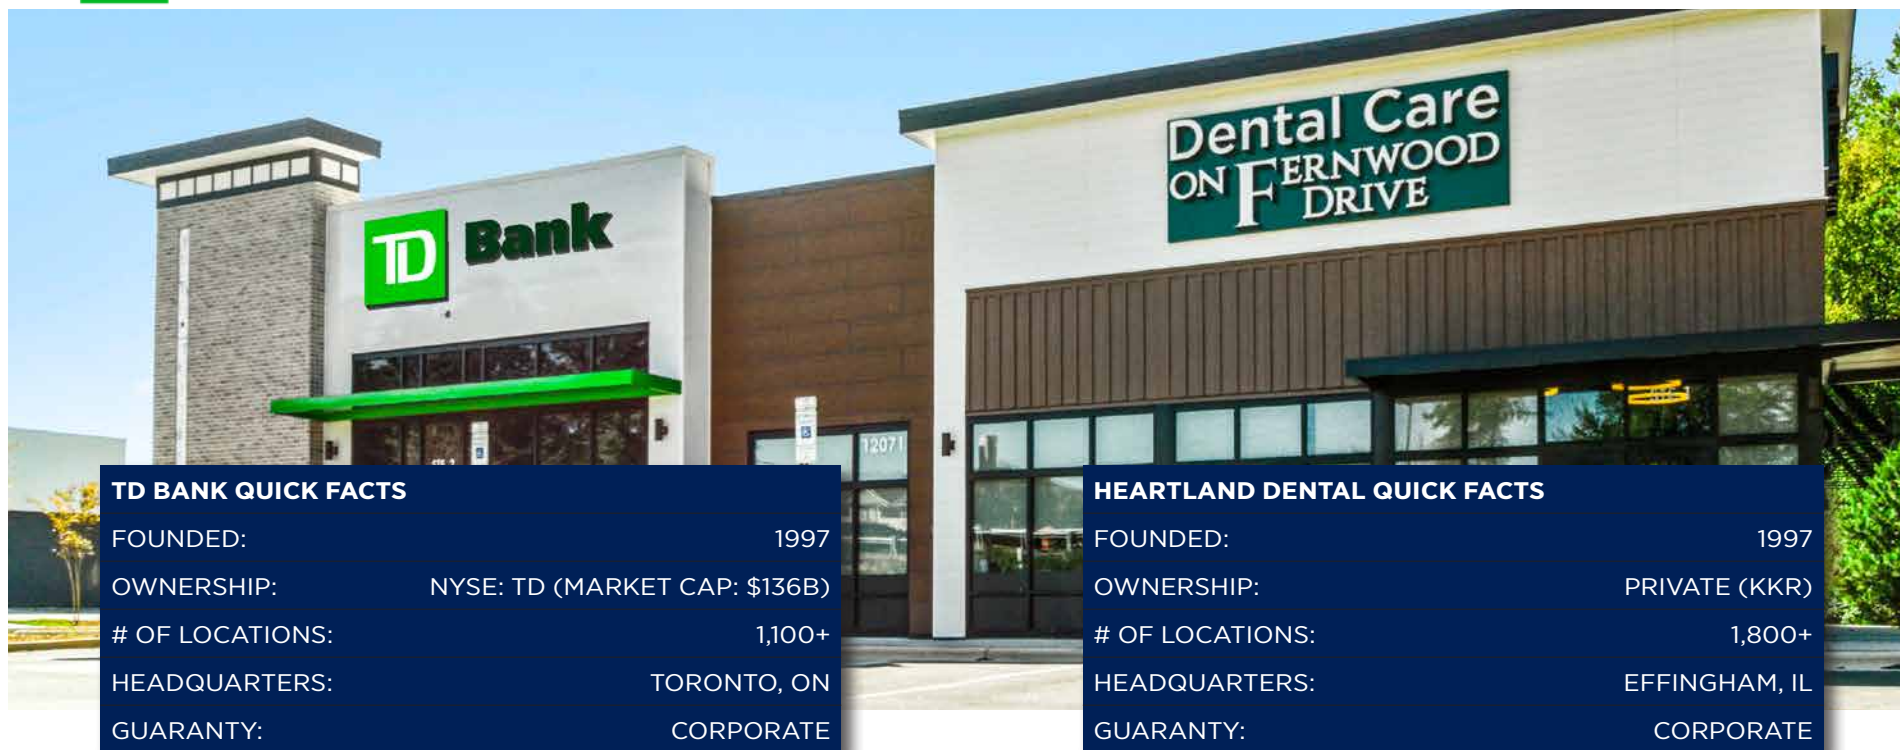 TD Bank
Dental Care
ON FERNWOOD
DRIVE
12071
TD BANK QUICK FACTS
FOUNDED: 1997
OWNERSHIP: NYSE: TD (MARKET CAP: $136B)
# OF LOCATIONS: 1,100+
HEADQUARTERS: TORONTO, ON
GUARANTY: CORPORATE
HEARTLAND DENTAL QUICK FACTS
FOUNDED: 1997
OWNERSHIP: PRIVATE (KKR)
# OF LOCATIONS: 1,800+
HEADQUARTERS: EFFINGHAM, IL
GUARANTY: CORPORATE